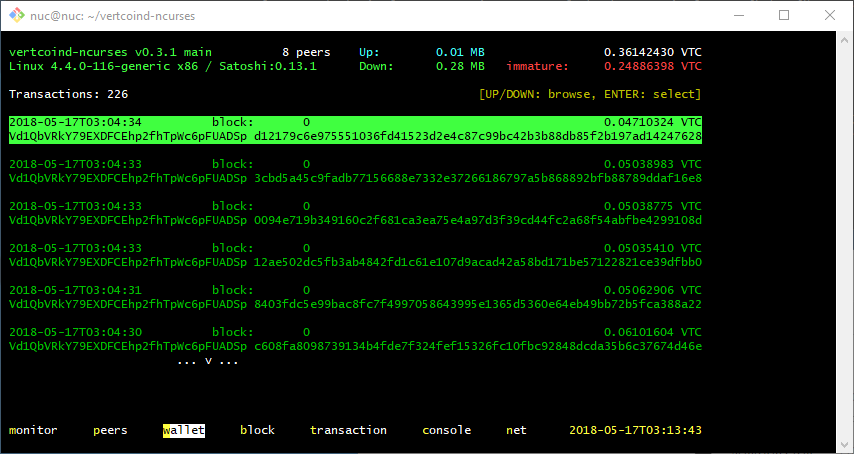 nuc@nuc: ~/vertcoind-ncurses
vertcoind-ncurses v0.3.1 main 8 peers Up: 0.01 MB 0.36142430 VTC
Linux 4.4.0-116-generic x86 / Satoshi:0.13.1 Down: 0.28 MB immature: 0.24886398 VTC
Transactions: 226 [UP/DOWN: browse, ENTER: select]
2018-05-17T03:04:34 block: 0 0.04710324 VTC
Vd1QbVRkY79EXDFCEhp2fhTpWc6pFUADSp d12179c6e975551036fd41523d2e4c87c99bc42b3b88db85f2b197ad14247628
2018-05-17T03:04:33 block: 0 0.05038983 VTC
Vd1QbVRkY79EXDFCEhp2fhTpWc6pFUADSp 3cbd5a45c9fadb77156688e7332e37266186797a5b868892bfb88789ddaf16e8
2018-05-17T03:04:33 block: 0 0.05038775 VTC
Vd1QbVRkY79EXDFCEhp2fhTpWc6pFUADSp 0094e719b349160c2f681ca3ea75e4a97d3f39cd44fc2a68f54abfbe4299108d
2018-05-17T03:04:33 block: 0 0.05035410 VTC
Vd1QbVRkY79EXDFCEhp2fhTpWc6pFUADSp 12ae502dc5fb3ab4842fd1c61e107d9acad42a58bd171be57122821ce39dfbb0
2018-05-17T03:04:31 block: 0 0.05062906 VTC
Vd1QbVRkY79EXDFCEhp2fhTpWc6pFUADSp 8403fdc5e99bac8fc7f4997058643995e1365d5360e64eb49bb72b5fca388a22
2018-05-17T03:04:30 block: 0 0.06101604 VTC
Vd1QbVRkY79EXDFCEhp2fhTpWc6pFUADSp c608fa8098739134b4fde7f324fef15326fc10fbc92848dcda35b6c37674d46e
... v ...
monitor peers wallet block transaction console net 2018-05-17T03:13:43